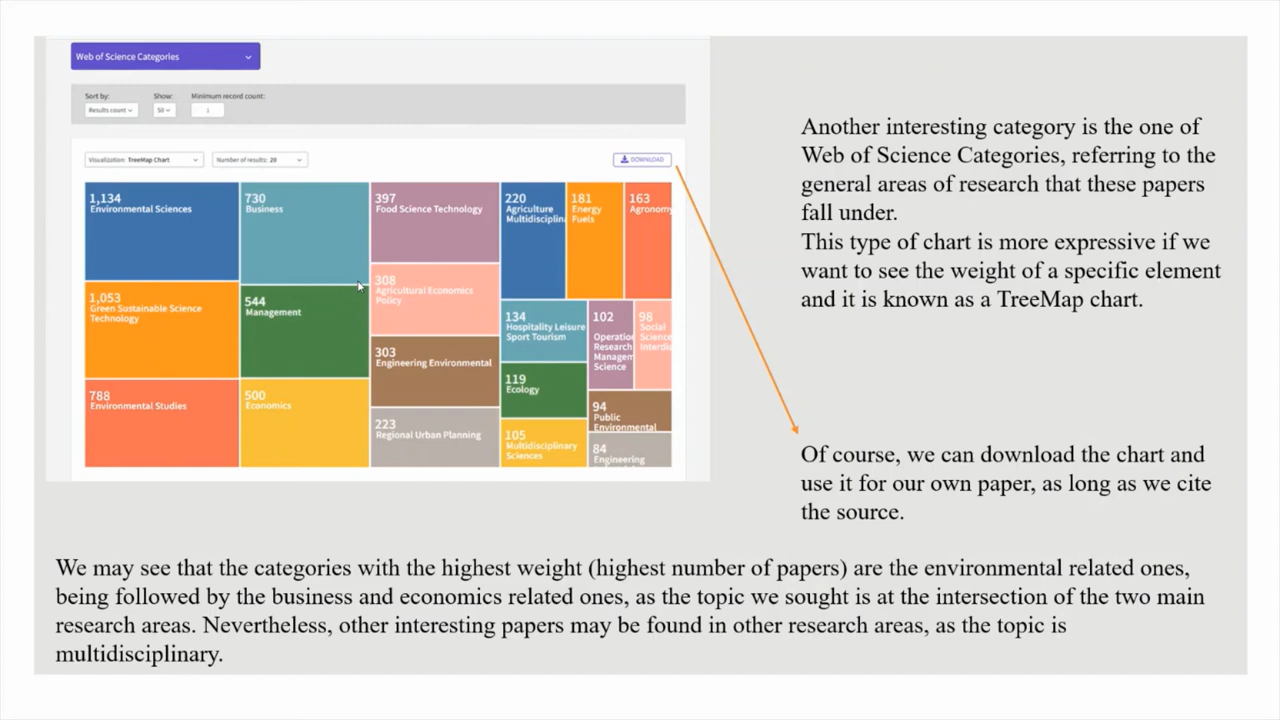 Web of Science Categories
Sort by:
Show:
Minimum record count:
Results count
50
1
Visualization: TreeMap Chart
Number of results: 20
DOWNLOAD
1,134
Environmental Sciences
1,053
Green Sustainable Science
Technology
788
Environmental Studies
730
Business
544
Management
500
Economics
397
Food Science Technology
308
Agricultural Economics
Policy
303
Engineering Environmental
223
Regional Urban Planning
220
Agriculture
Multidisciplin
181
Energy
Fuels
163
Agronomy
134
Hospitality Leisure
Sport Tourism
119
Ecology
105
Multidisciplinary
Sciences
102
Operation
Research
Managem
Science
98
Social
Science
Interdi
94
Public
Environmental
84
Engineering
Another interesting category is the one of
Web of Science Categories, referring to the
general areas of research that these papers
fall under.
This type of chart is more expressive if we
want to see the weight of a specific element
and it is known as a TreeMap chart.
Of course, we can download the chart and
use it for our own paper, as long as we cite
the source.
We may see that the categories with the highest weight (highest number of papers) are the environmental related ones,
being followed by the business and economics related ones, as the topic we sought is at the intersection of the two main
research areas. Nevertheless, other interesting papers may be found in other research areas, as the topic is
multidisciplinary.